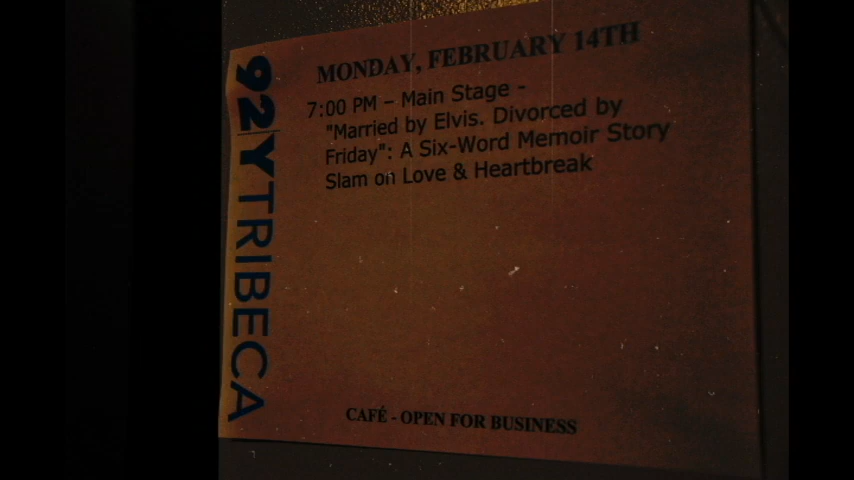 92YTRIBECA
MONDAY, FEBRUARY 14TH
7:00 PM – Main Stage -
"Married by Elvis. Divorced by
Friday": A Six-Word Memoir Story
Slam on Love & Heartbreak
CAFÉ - OPEN FOR BUSINESS